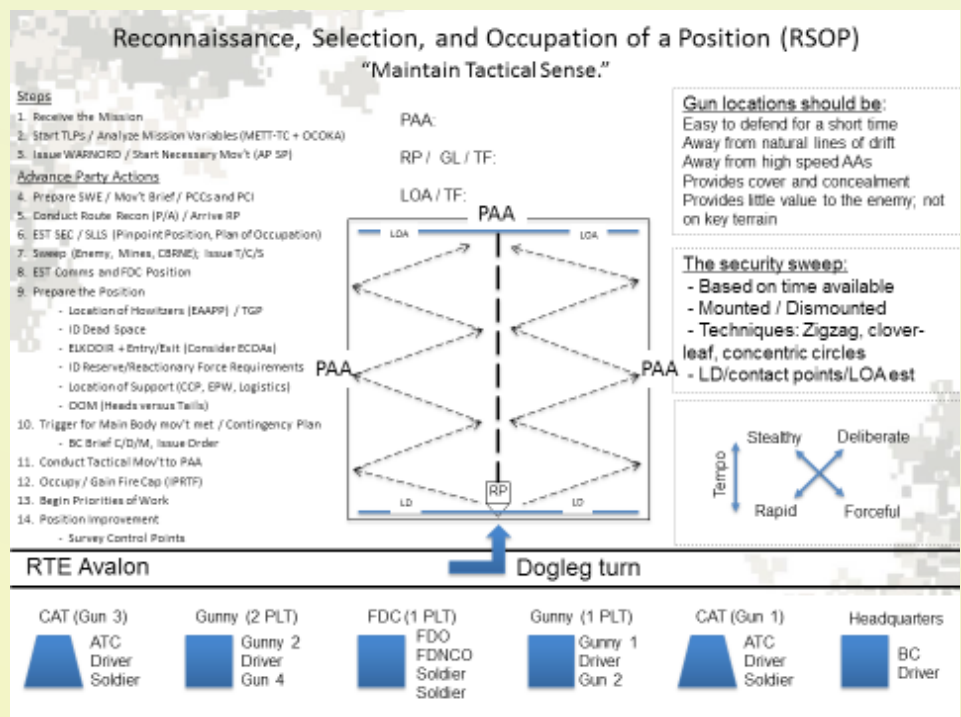 Reconnaissance, Selection, and Occupation of a Position (RSOP)
"Maintain Tactical Sense."
Steps
1. Receive the Mission
2. Start TLPs / Analyze Mission Variables (METT-TC + OCOKA)
3. Issue WARNORD / Start Necessary Mov't (AP SP)
Advance Party Actions
4. Prepare SWE / Mov't Brief / PCCs and PCI
5. Conduct Route Recon (P/A) / Arrive RP
6. EST SEC / SLLS (Pinpoint Position, Plan of Occupation)
7. Sweep (Enemy, Mines, CBRNE); Issue T/C/S
8. EST Comms and FDC Position
9. Prepare the Position
- Location of Howitzers (EAAPP) / TGP
- ID Dead Space
- ELKODIR + Entry/Exit (Consider ECOAs)
- ID Reserve/Reactionary Force Requirements
- Location of Support (CCP, EPW, Logistics)
- OOM (Heads versus Tails)
10. Trigger for Main Body mov't met / Contingency Plan
- BC Brief C/D/M, Issue Order
11. Conduct Tactical Mov't to PAA
12. Occupy / Gain Fire Cap (IPRTF)
13. Begin Priorities of Work
14. Position Improvement
- Survey Control Points
PAA:
RP / GL / TF:
LOA / TF:
PAA
LOA
LOA
PAA
PAA
RP
LD
LD
Gun locations should be:
Easy to defend for a short time
Away from natural lines of drift
Away from high speed AAs
Provides cover and concealment
Provides little value to the enemy; not
on key terrain
The security sweep:
- Based on time available
- Mounted / Dismounted
- Techniques: Zigzag, clover-
leaf, concentric circles
- LD/contact points/LOA est
Tempo
Stealthy
Deliberate
Rapid
Forceful
RTE Avalon
Dogleg turn
CAT (Gun 3)
ATC
Driver
Soldier
Gunny (2 PLT)
Gunny 2
Driver
Gun 4
FDC (1 PLT)
FDO
FDNCO
Soldier
Soldier
Gunny (1 PLT)
Gunny 1
Driver
Gun 2
CAT (Gun 1)
ATC
Driver
Soldier
Headquarters
BC
Driver